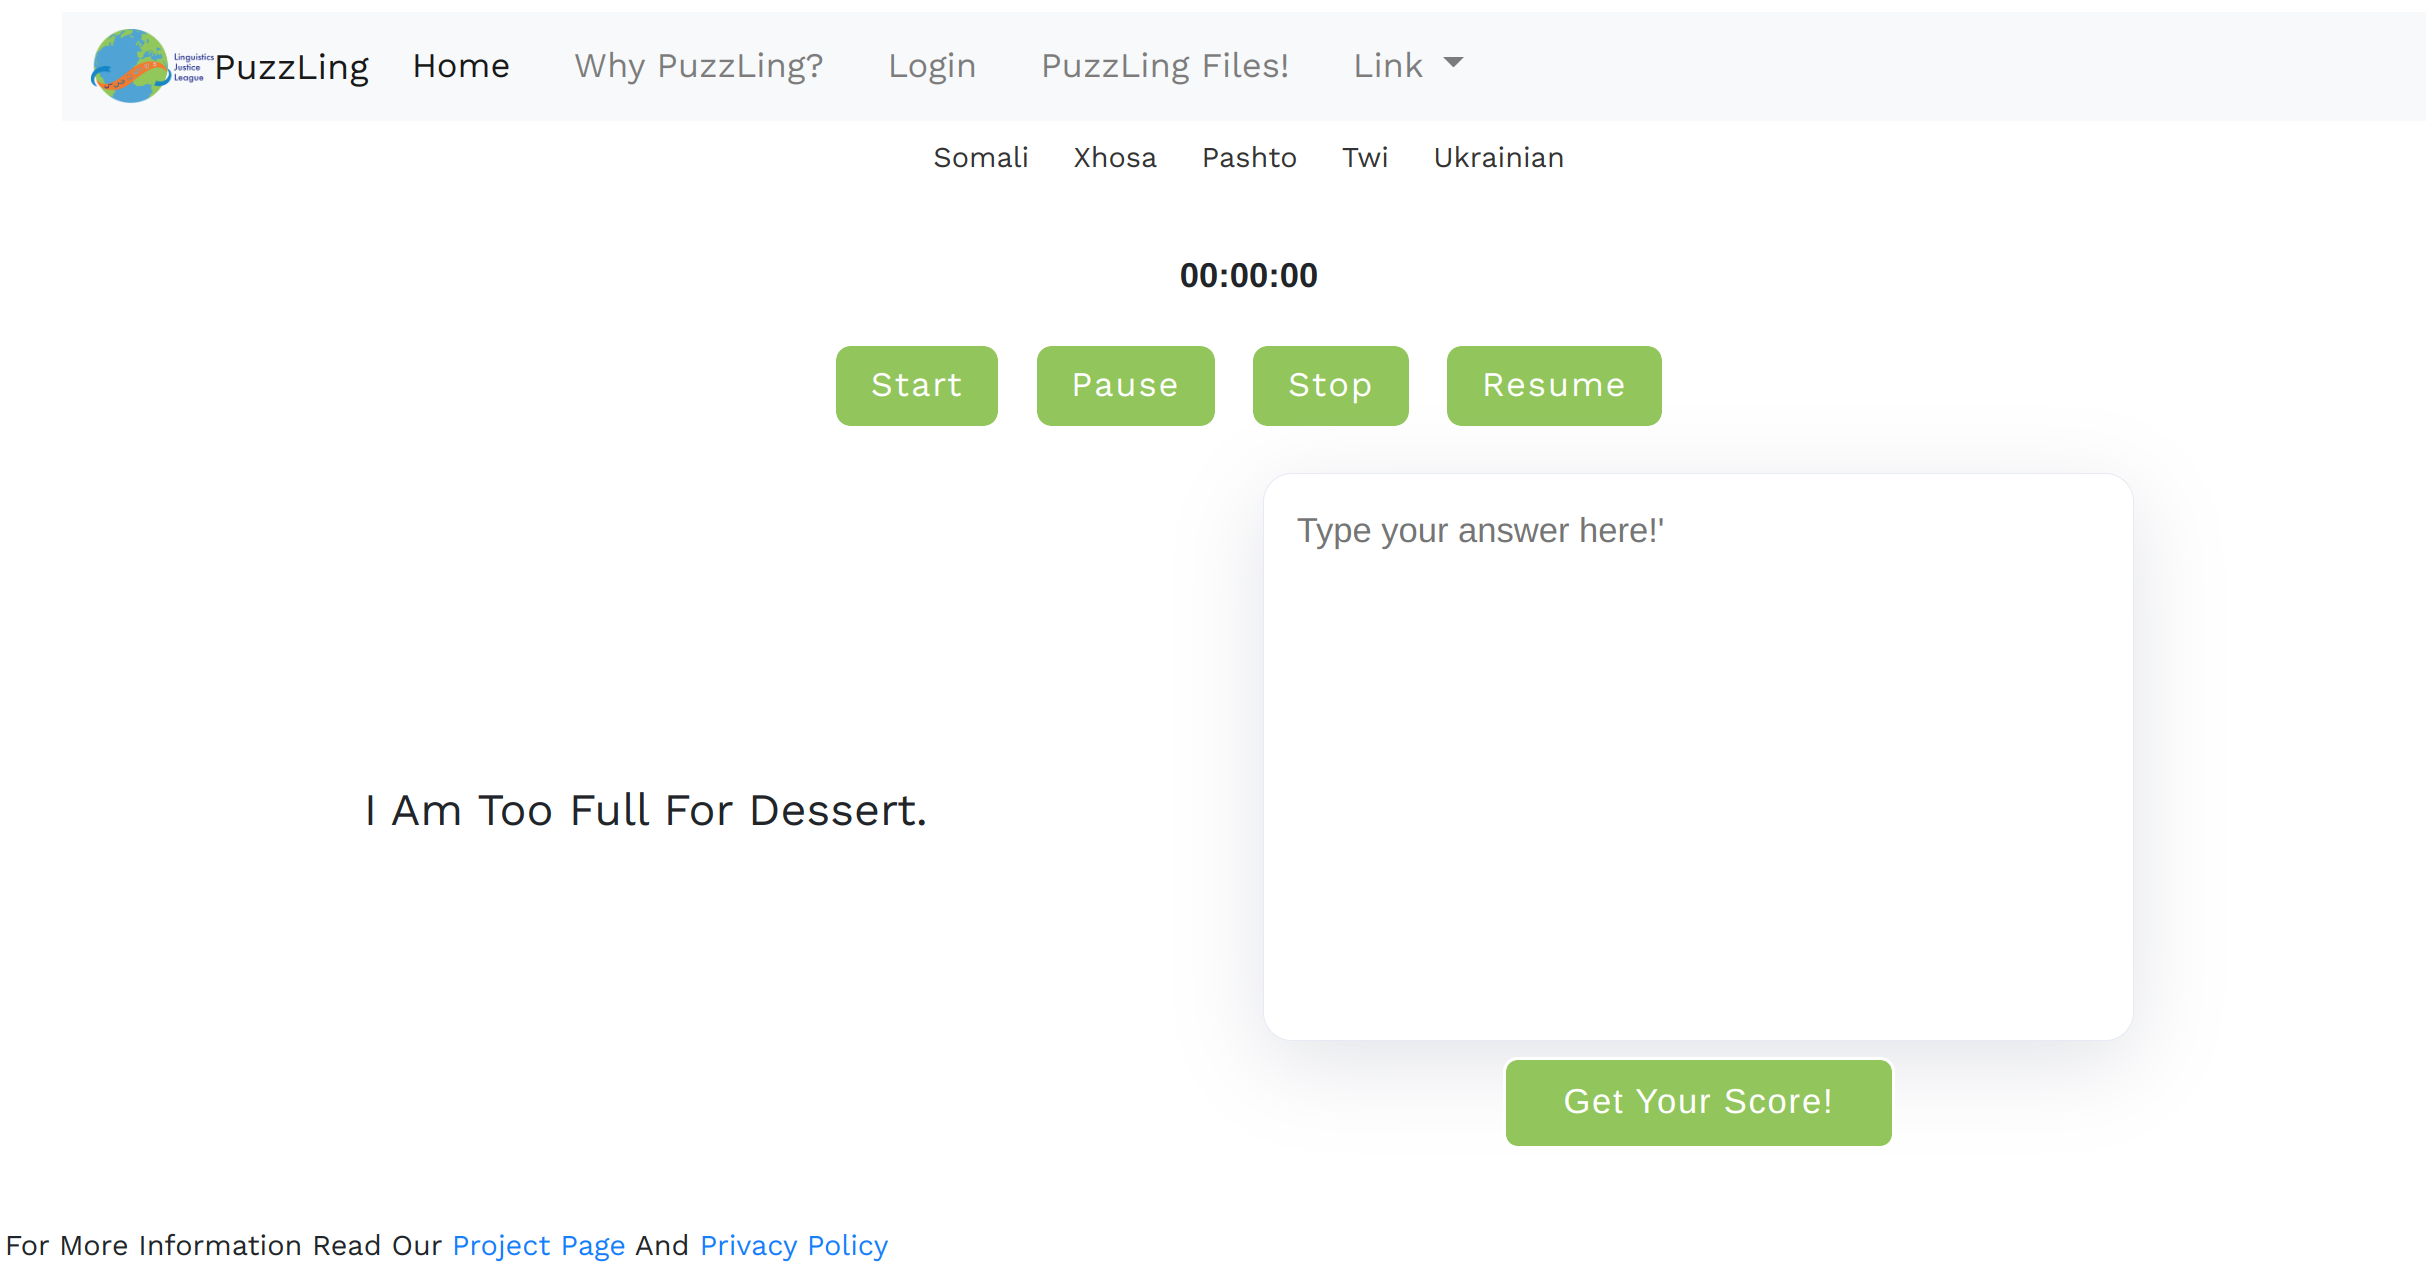 Linguistics
Justice
League
PuzzLing Home Why PuzzLing? Login PuzzLing Files! Link
Somali Xhosa Pashto Twi Ukrainian
00:00:00
Start Pause Stop Resume
Type your answer here!'
I Am Too Full For Dessert.
Get Your Score!
For More Information Read Our Project Page And Privacy Policy